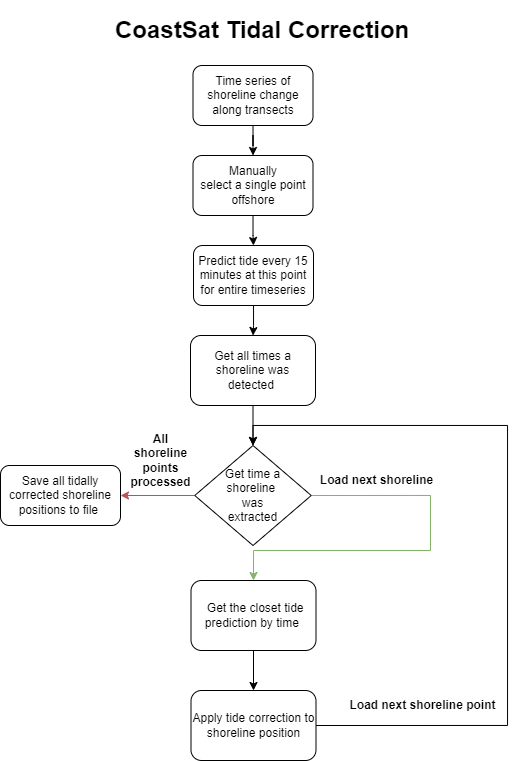 CoastSat Tidal Correction
Time series of
shoreline change
along transects
Manually
select a single point
offshore
Predict tide every 15
minutes at this point
for entire timeseries
Get all times a
shoreline was
detected
All
shoreline
points
processed
Get time a
shoreline
was
extracted
Load next shoreline
Save all tidally
corrected shoreline
positions to file
Get the closet tide
prediction by time
Apply tide correction to
shoreline position
Load next shoreline point